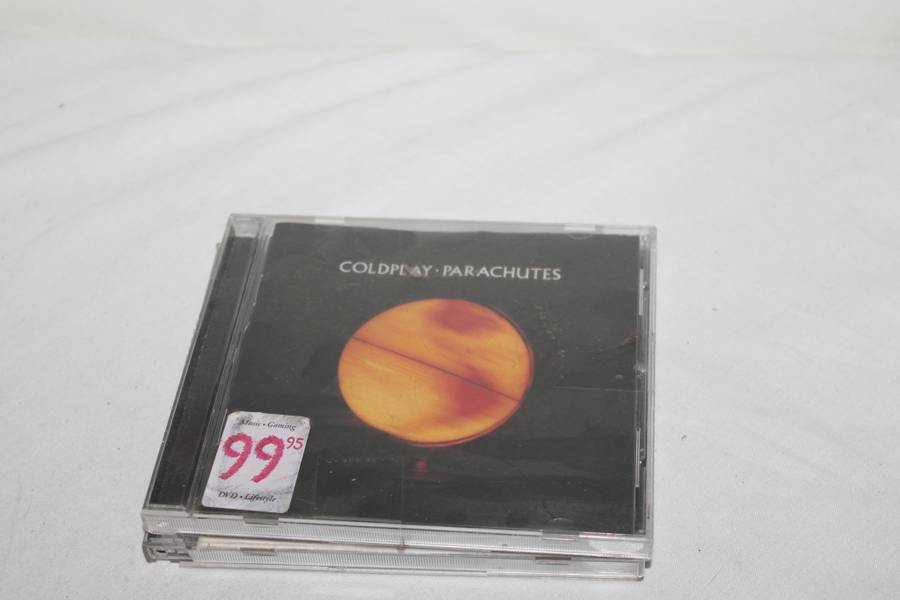 COLDPLAY · PARACHUTES
Music • Gaming
99 95
DVD • Lifestyle